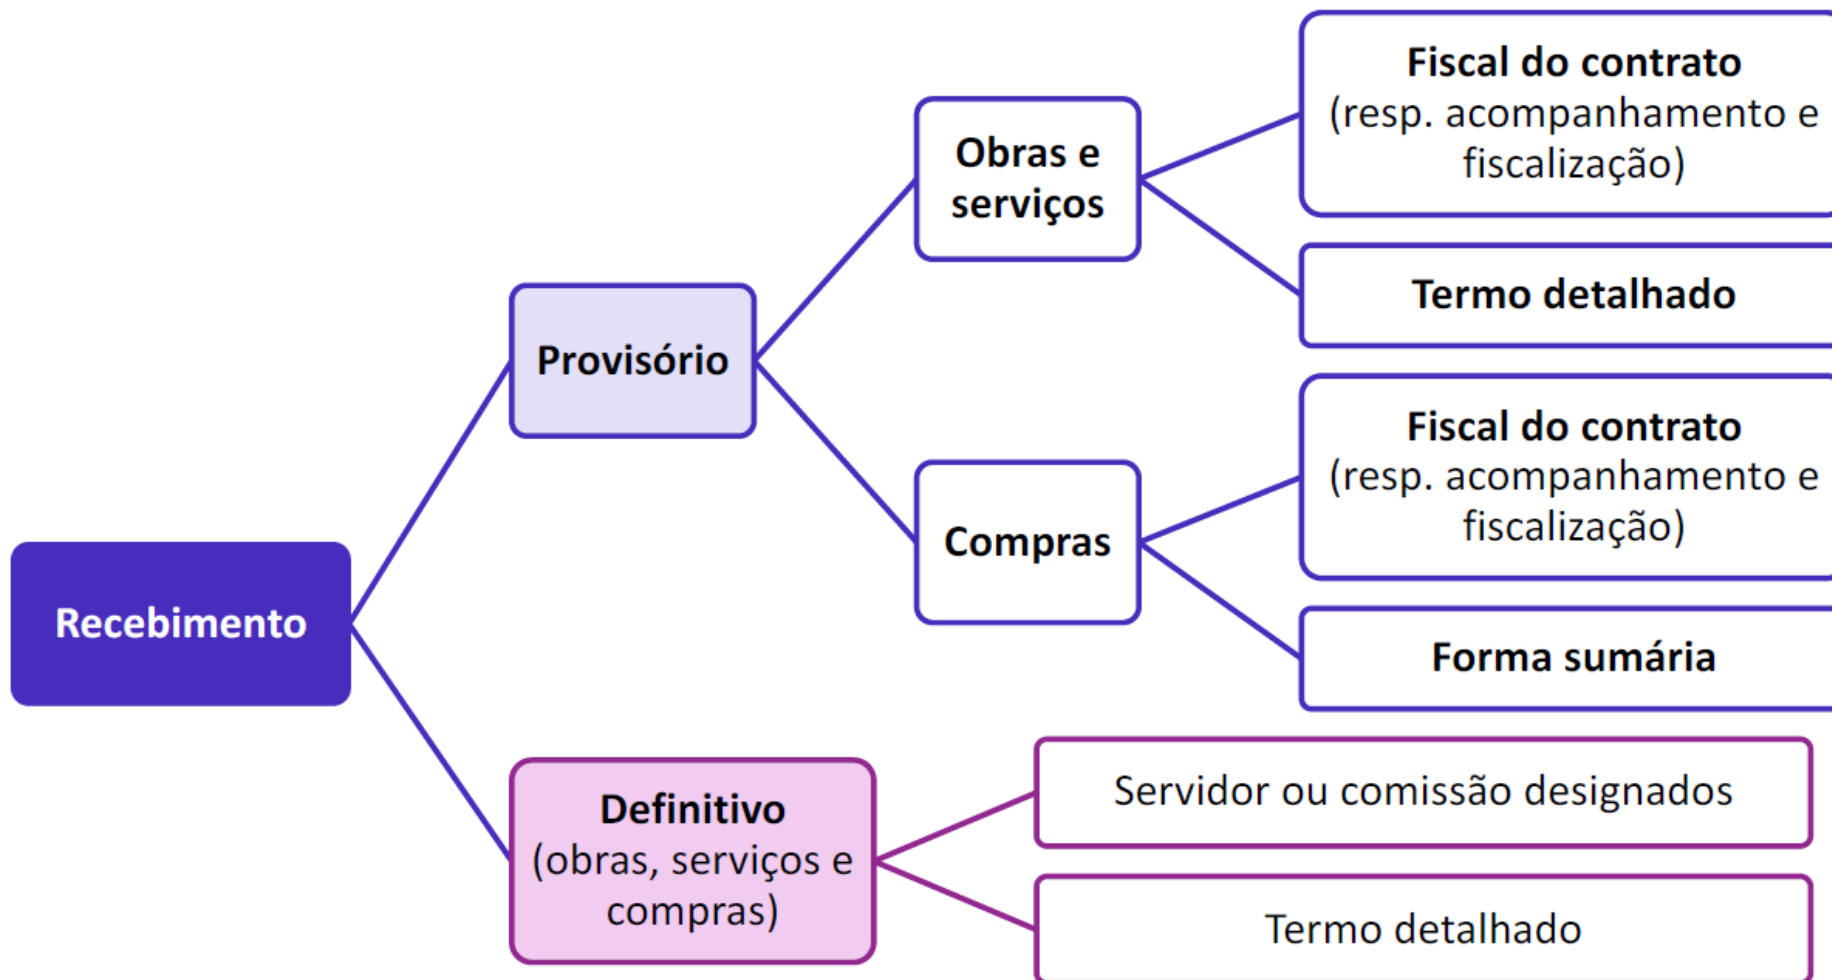 Recebimento
Provisório
Obras e
serviços
Fiscal do contrato
(resp. acompanhamento e
fiscalização)
Termo detalhado
Compras
Fiscal do contrato
(resp. acompanhamento e
fiscalização)
Forma sumária
Definitivo
(obras, serviços e
compras)
Servidor ou comissão designados
Termo detalhado